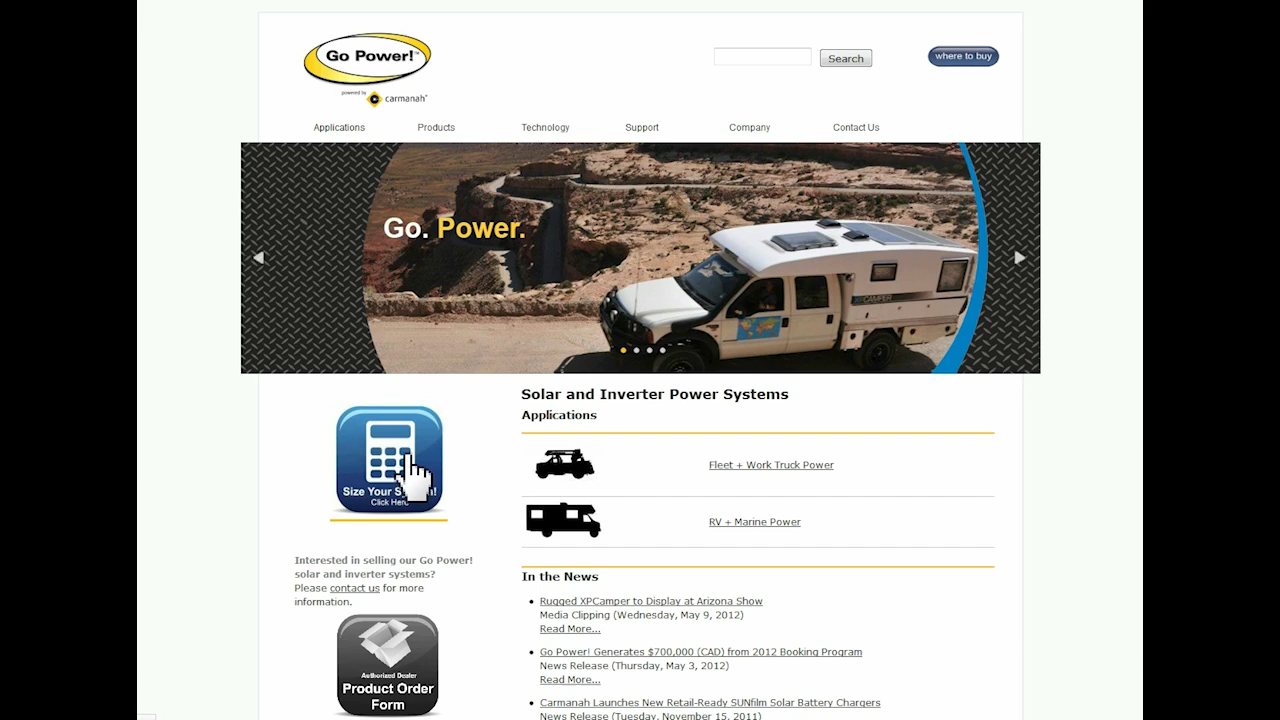 Go Power!™
powered by carmanah®
Search
where to buy
Applications
Products
Technology
Support
Company
Contact Us
Go. Power.
XPCAMPER
Size Your S
Click Here
Interested in selling our Go Power!
solar and inverter systems?
Please contact us for more
information.
Authorized Dealer
Product Order
Form
Solar and Inverter Power Systems
Applications
Fleet + Work Truck Power
RV + Marine Power
In the News
Rugged XPCamper to Display at Arizona Show
Media Clipping (Wednesday, May 9, 2012)
Read More...
Go Power! Generates $700,000 (CAD) from 2012 Booking Program
News Release (Thursday, May 3, 2012)
Read More...
Carmanah Launches New Retail-Ready SUNfilm Solar Battery Chargers
News Release (Tuesday, November 15, 2011)